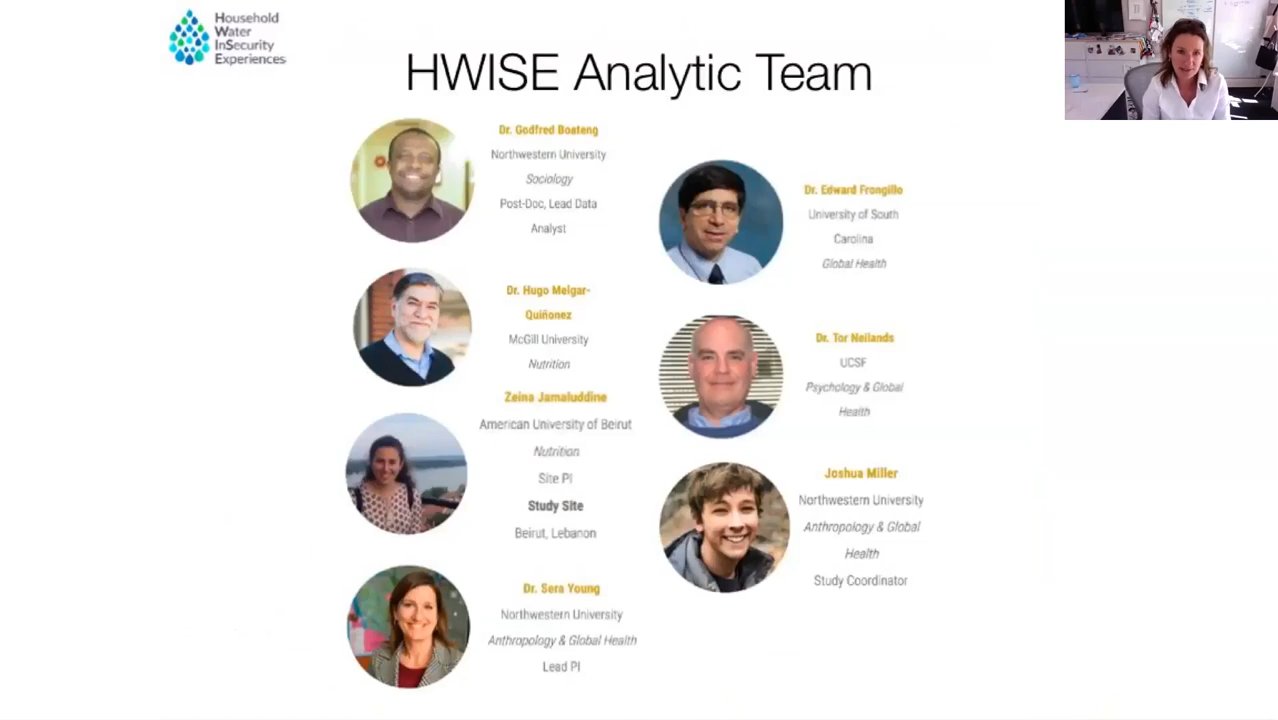 Household
Water
InSecurity
Experiences
HWISE Analytic Team
Dr. Godfred Boateng
Northwestern University
Sociology
Post-Doc, Lead Data
Analyst
Dr. Hugo Melgar-
Quiñonez
McGill University
Nutrition
Zeina Jamaluddine
American University of Beirut
Nutrition
Site PI
Study Site
Beirut, Lebanon
Dr. Sera Young
Northwestern University
Anthropology & Global Health
Lead PI
Dr. Edward Frongillo
University of South
Carolina
Global Health
Dr. Tor Neilands
UCSF
Psychology & Global
Health
Joshua Miller
Northwestern University
Anthropology & Global
Health
Study Coordinator